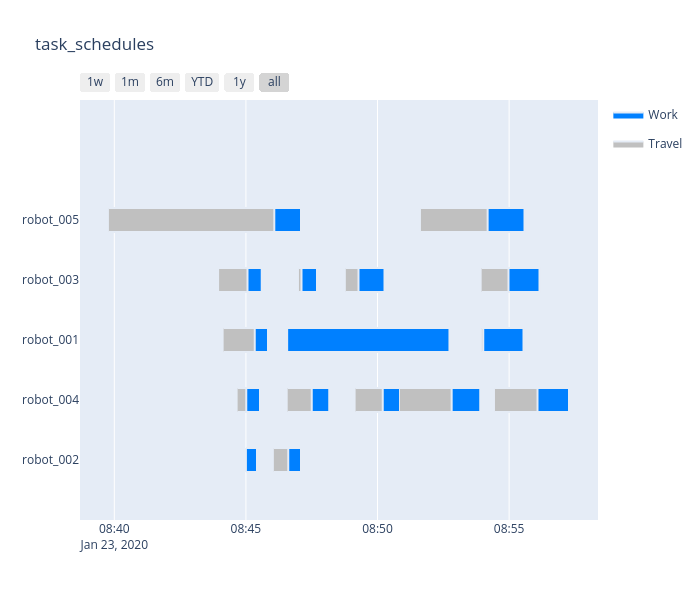 task_schedules
1w 1m 6m YTD 1y all
Work
Travel
robot_005
robot_003
robot_001
robot_004
robot_002
08:40 08:45 08:50 08:55
Jan 23, 2020